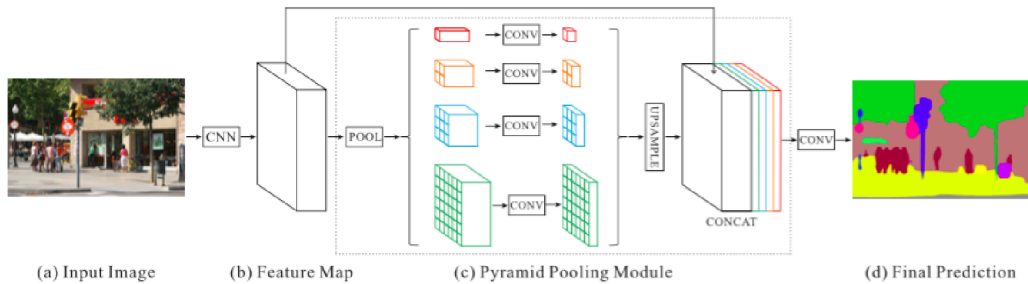 CNN
POOL
CONV
CONV
CONV
CONV
UPSAMPLE
CONCAT
CONV
(a) Input Image
(b) Feature Map
(c) Pyramid Pooling Module
(d) Final Prediction